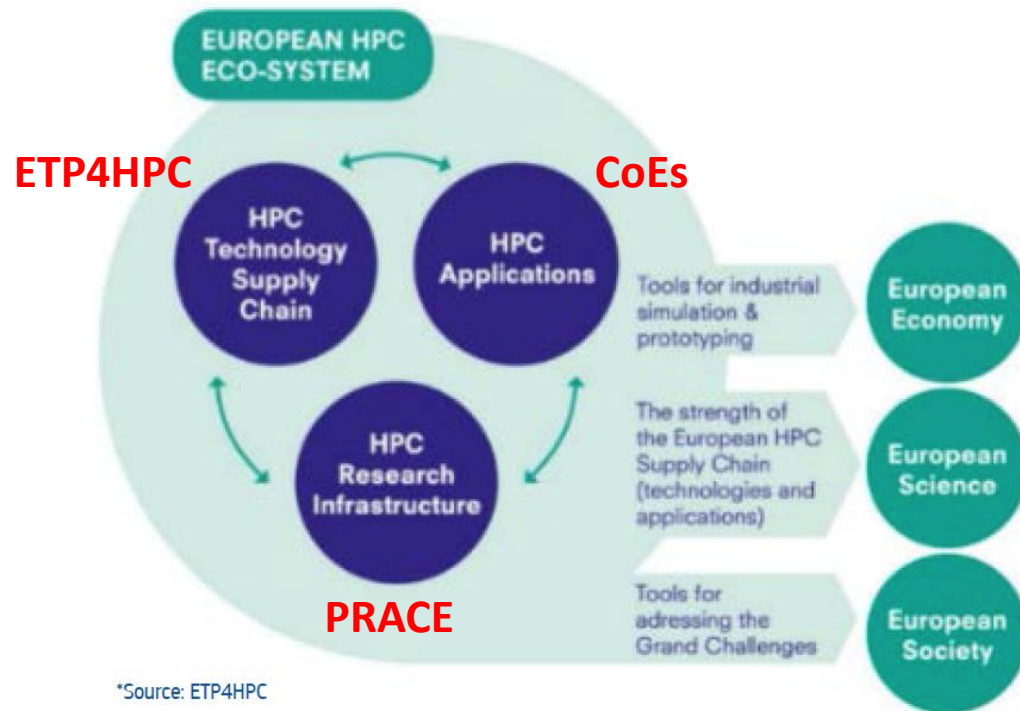 EUROPEAN HPC
ECO-SYSTEM
ETP4HPC
CoEs
HPC
Technology
Supply
Chain
HPC
Applications
HPC
Research
Infrastructure
PRACE
Tools for industrial
simulation &
prototyping
European
Economy
The strength of
the European HPC
Supply Chain
(technologies and
applications)
European
Science
Tools for
adressing the
Grand Challenges
European
Society
*Source: ETP4HPC